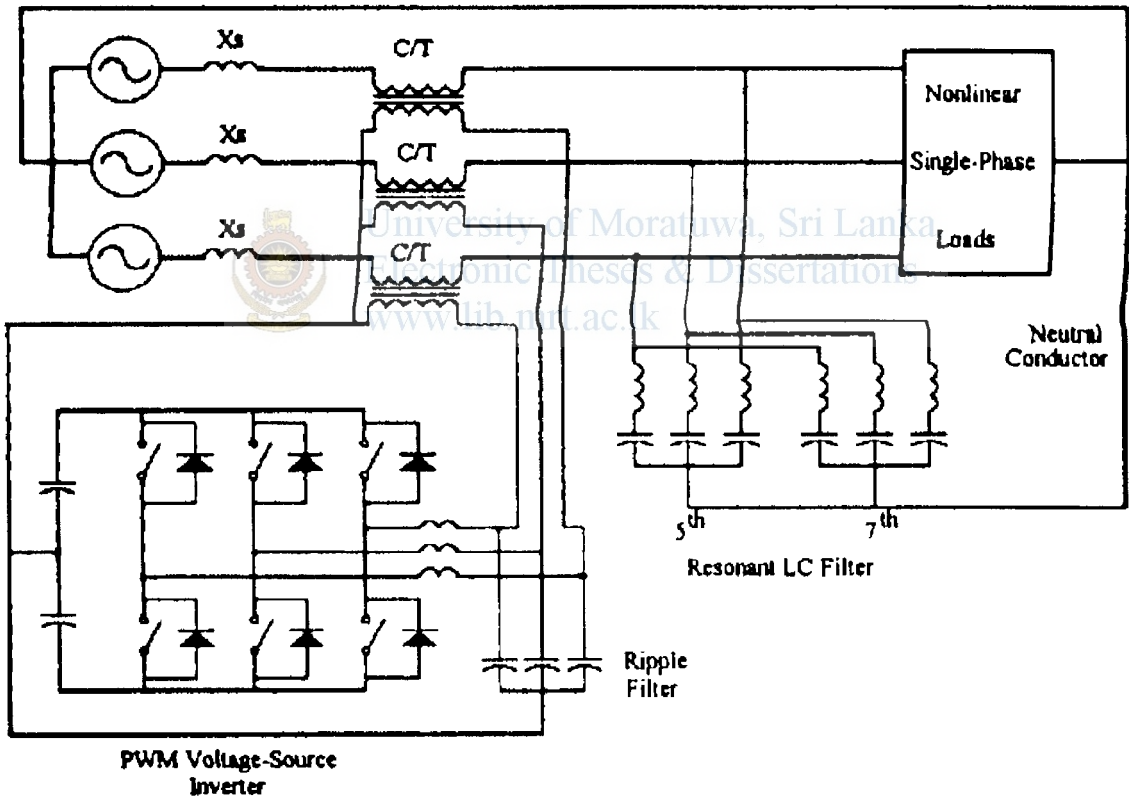 Xs
C/T
Xs
C/T
Xs
C/T
Nonlinear
Single-Phase
Loads
University of Moratuwa, Sri Lanka.
Electronic Theses & Dissertations
www.lib.mrt.ac.lk
Neutral
Conductor
5th
7th
Resonant LC Filter
Ripple
Filter
PWM Voltage-Source
Inverter